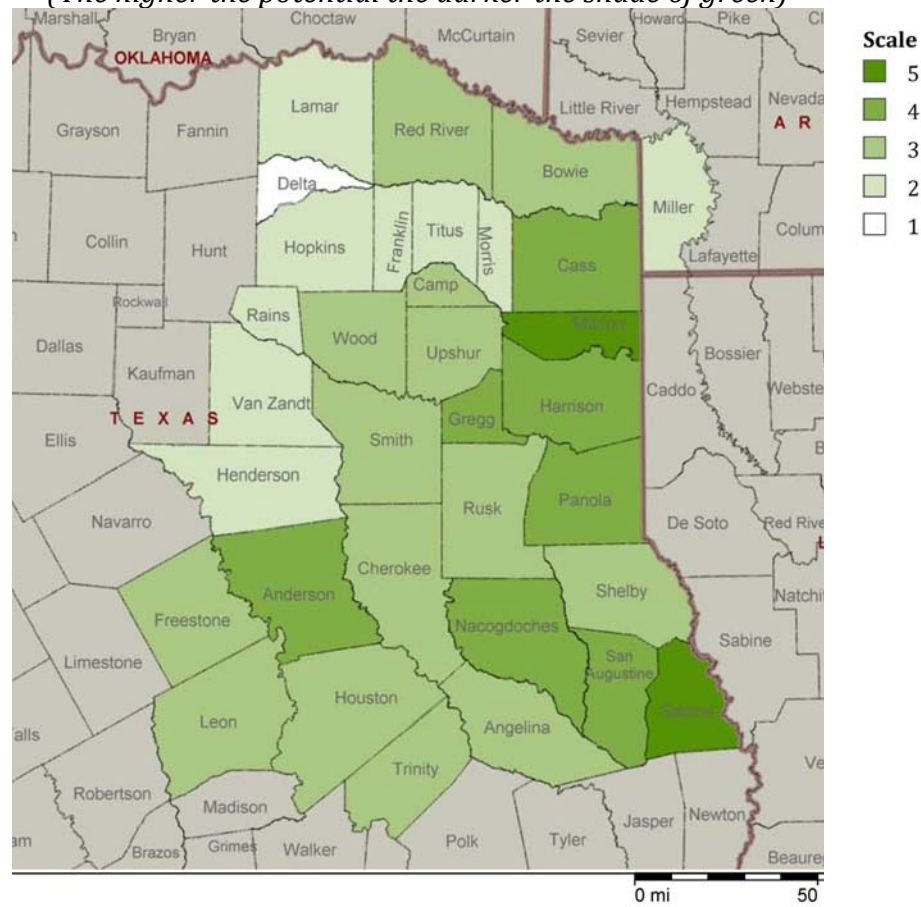 (The higher the potential the darker the shade of green)
Marshall
Choctaw
McCurtain
Sevier
Howard
Pike
Cl
Bryan
OKLAHOMA
Scale
5
4
3
2
1
Lamar
Red River
Little River
Hempstead
Nevada
A R
Grayson
Fannin
Delta
Bowie
Miller
Colum
Lafayette
Collin
Hunt
Hopkins
Franklin
Titus
Morris
Cass
Camp
Rockwall
Rains
Wood
Upshur
Marion
Dallas
Kaufman
Bossier
Caddo
Webste
TEXAS
Van Zandt
Gregg
Harrison
Ellis
Smith
B
Henderson
Rusk
Panola
Navarro
De Soto
Red Rive
L
Cherokee
Anderson
Shelby
Natchi
Freestone
Nacogdoches
Sabine
Limestone
San
Augustine
Sabine
Leon
Houston
Angelina
alls
Trinity
Ve
Robertson
Madison
Jasper
Newton
am
Brazos
Grimes
Walker
Polk
Tyler
Beaure
0 mi
50